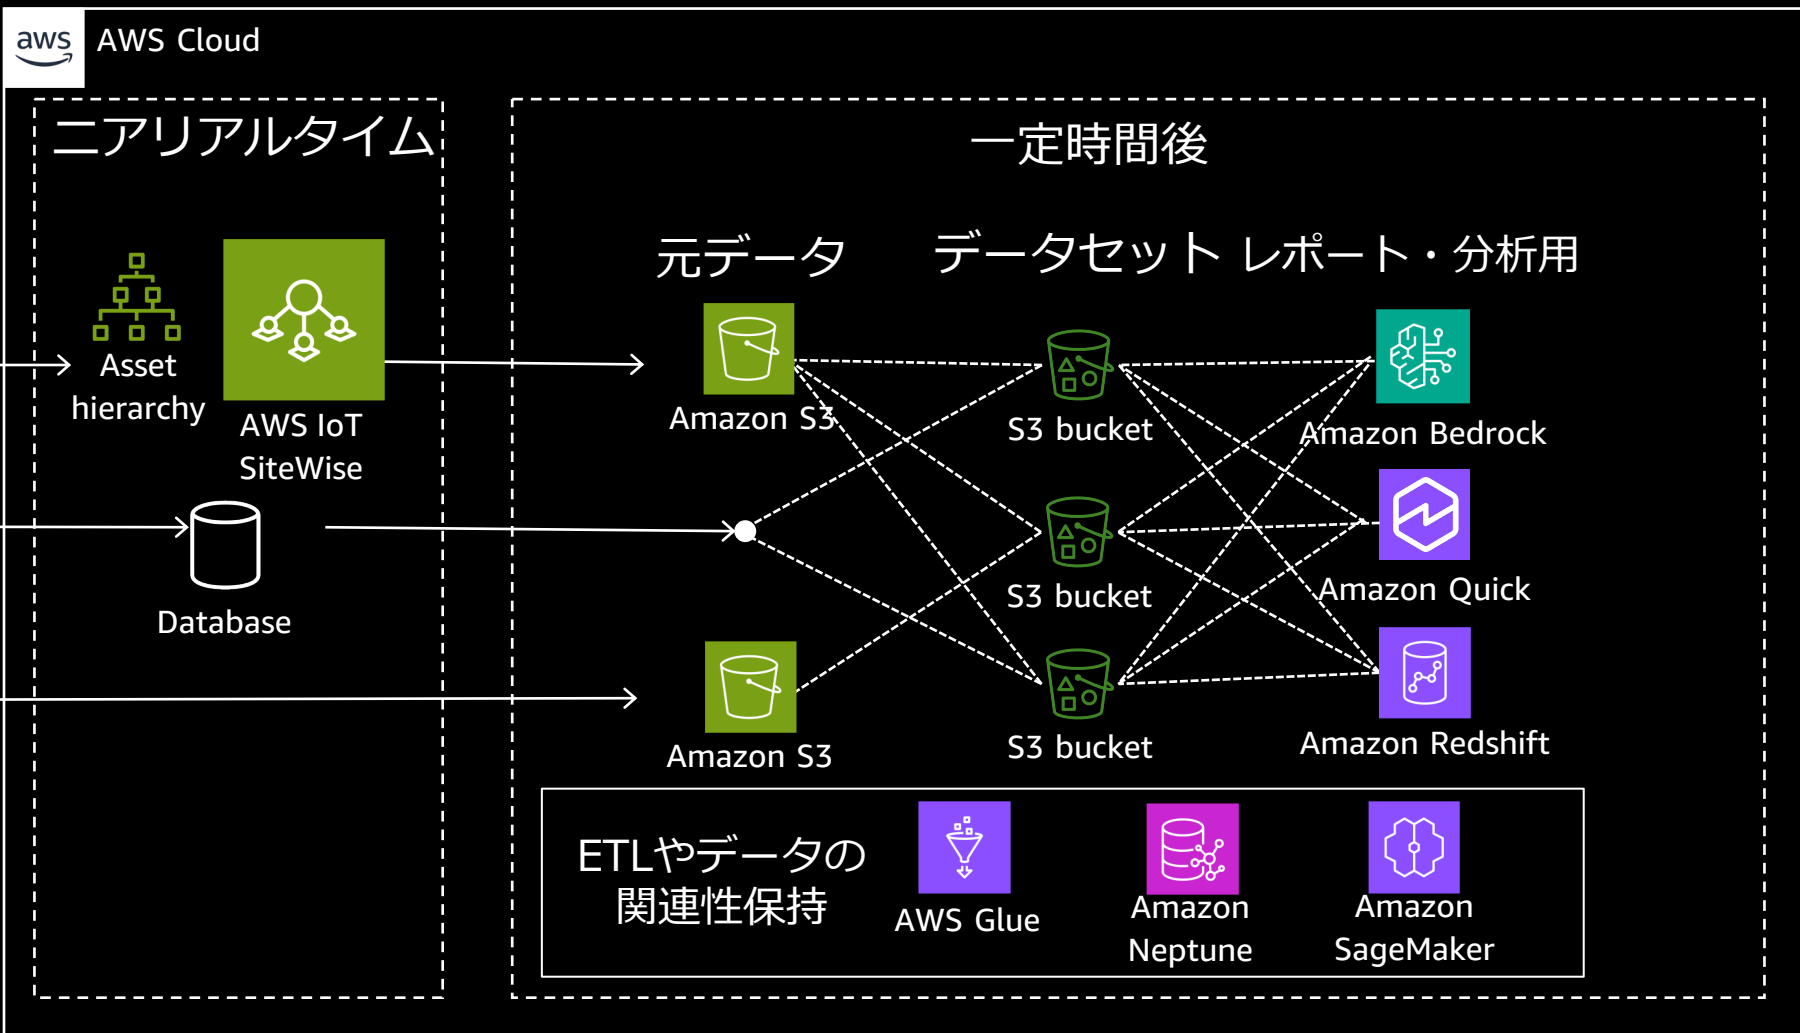 aws
AWS Cloud
ニアリアルタイム
Asset
hierarchy
AWS IoT
SiteWise
Database
一定時間後
元データ
データセット
レポート・分析用
Amazon S3
Amazon S3
S3 bucket
S3 bucket
S3 bucket
Amazon Bedrock
Amazon Quick
Amazon Redshift
ETLやデータの
関連性保持
AWS Glue
Amazon
Neptune
Amazon
SageMaker